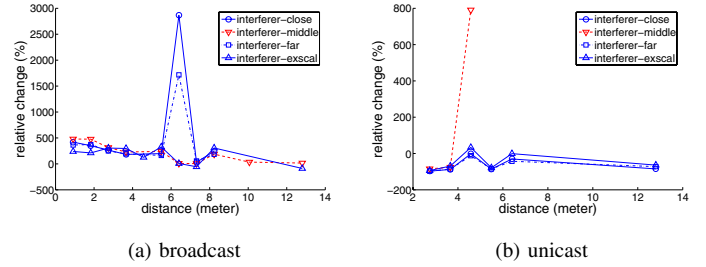 3000
2500
2000
1500
1000
500
0
−500
0 2 4 6 8 10 12 14
relative change (%)
distance (meter)
interferer−close
interferer−middle
interferer−far
interferer−exscal
(a) broadcast
800
600
400
200
0
−200
2 4 6 8 10 12 14
relative change (%)
distance (meter)
interferer−close
interferer−middle
interferer−far
interferer−exscal
(b) unicast